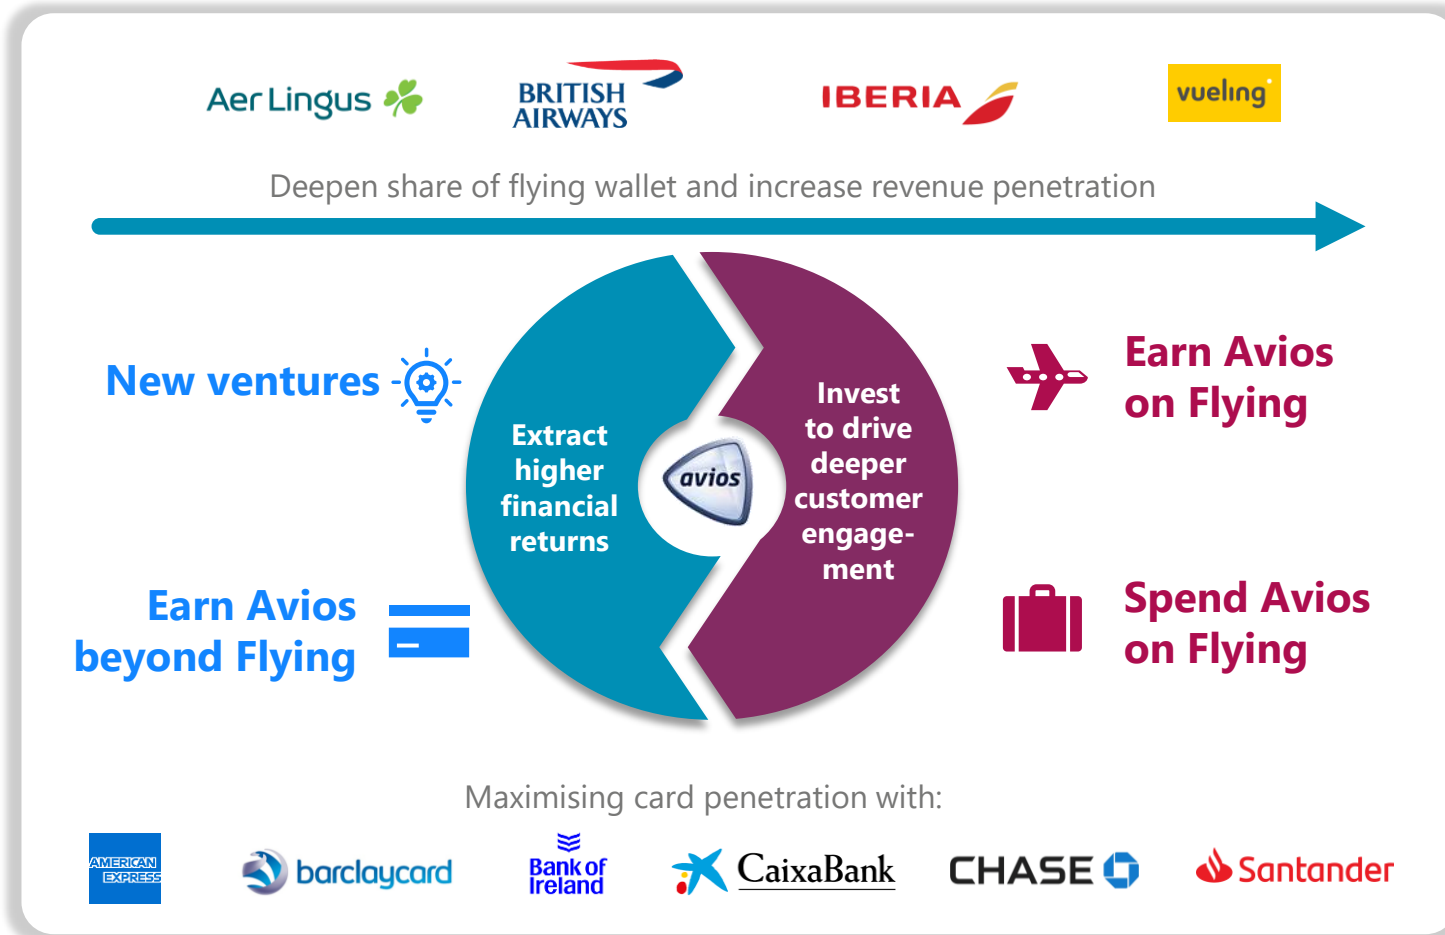 Aer Lingus
BRITISH
AIRWAYS
IBERIA
vueling
Deepen share of flying wallet and increase revenue penetration
New ventures
Earn Avios
beyond Flying
Extract
higher
financial
returns
avios
Invest
to drive
deeper
customer
engage-
ment
Earn Avios
on Flying
Spend Avios
on Flying
Maximising card penetration with:
AMERICAN
EXPRESS
barclaycard
Bank of
Ireland
CaixaBank
CHASE
Santander